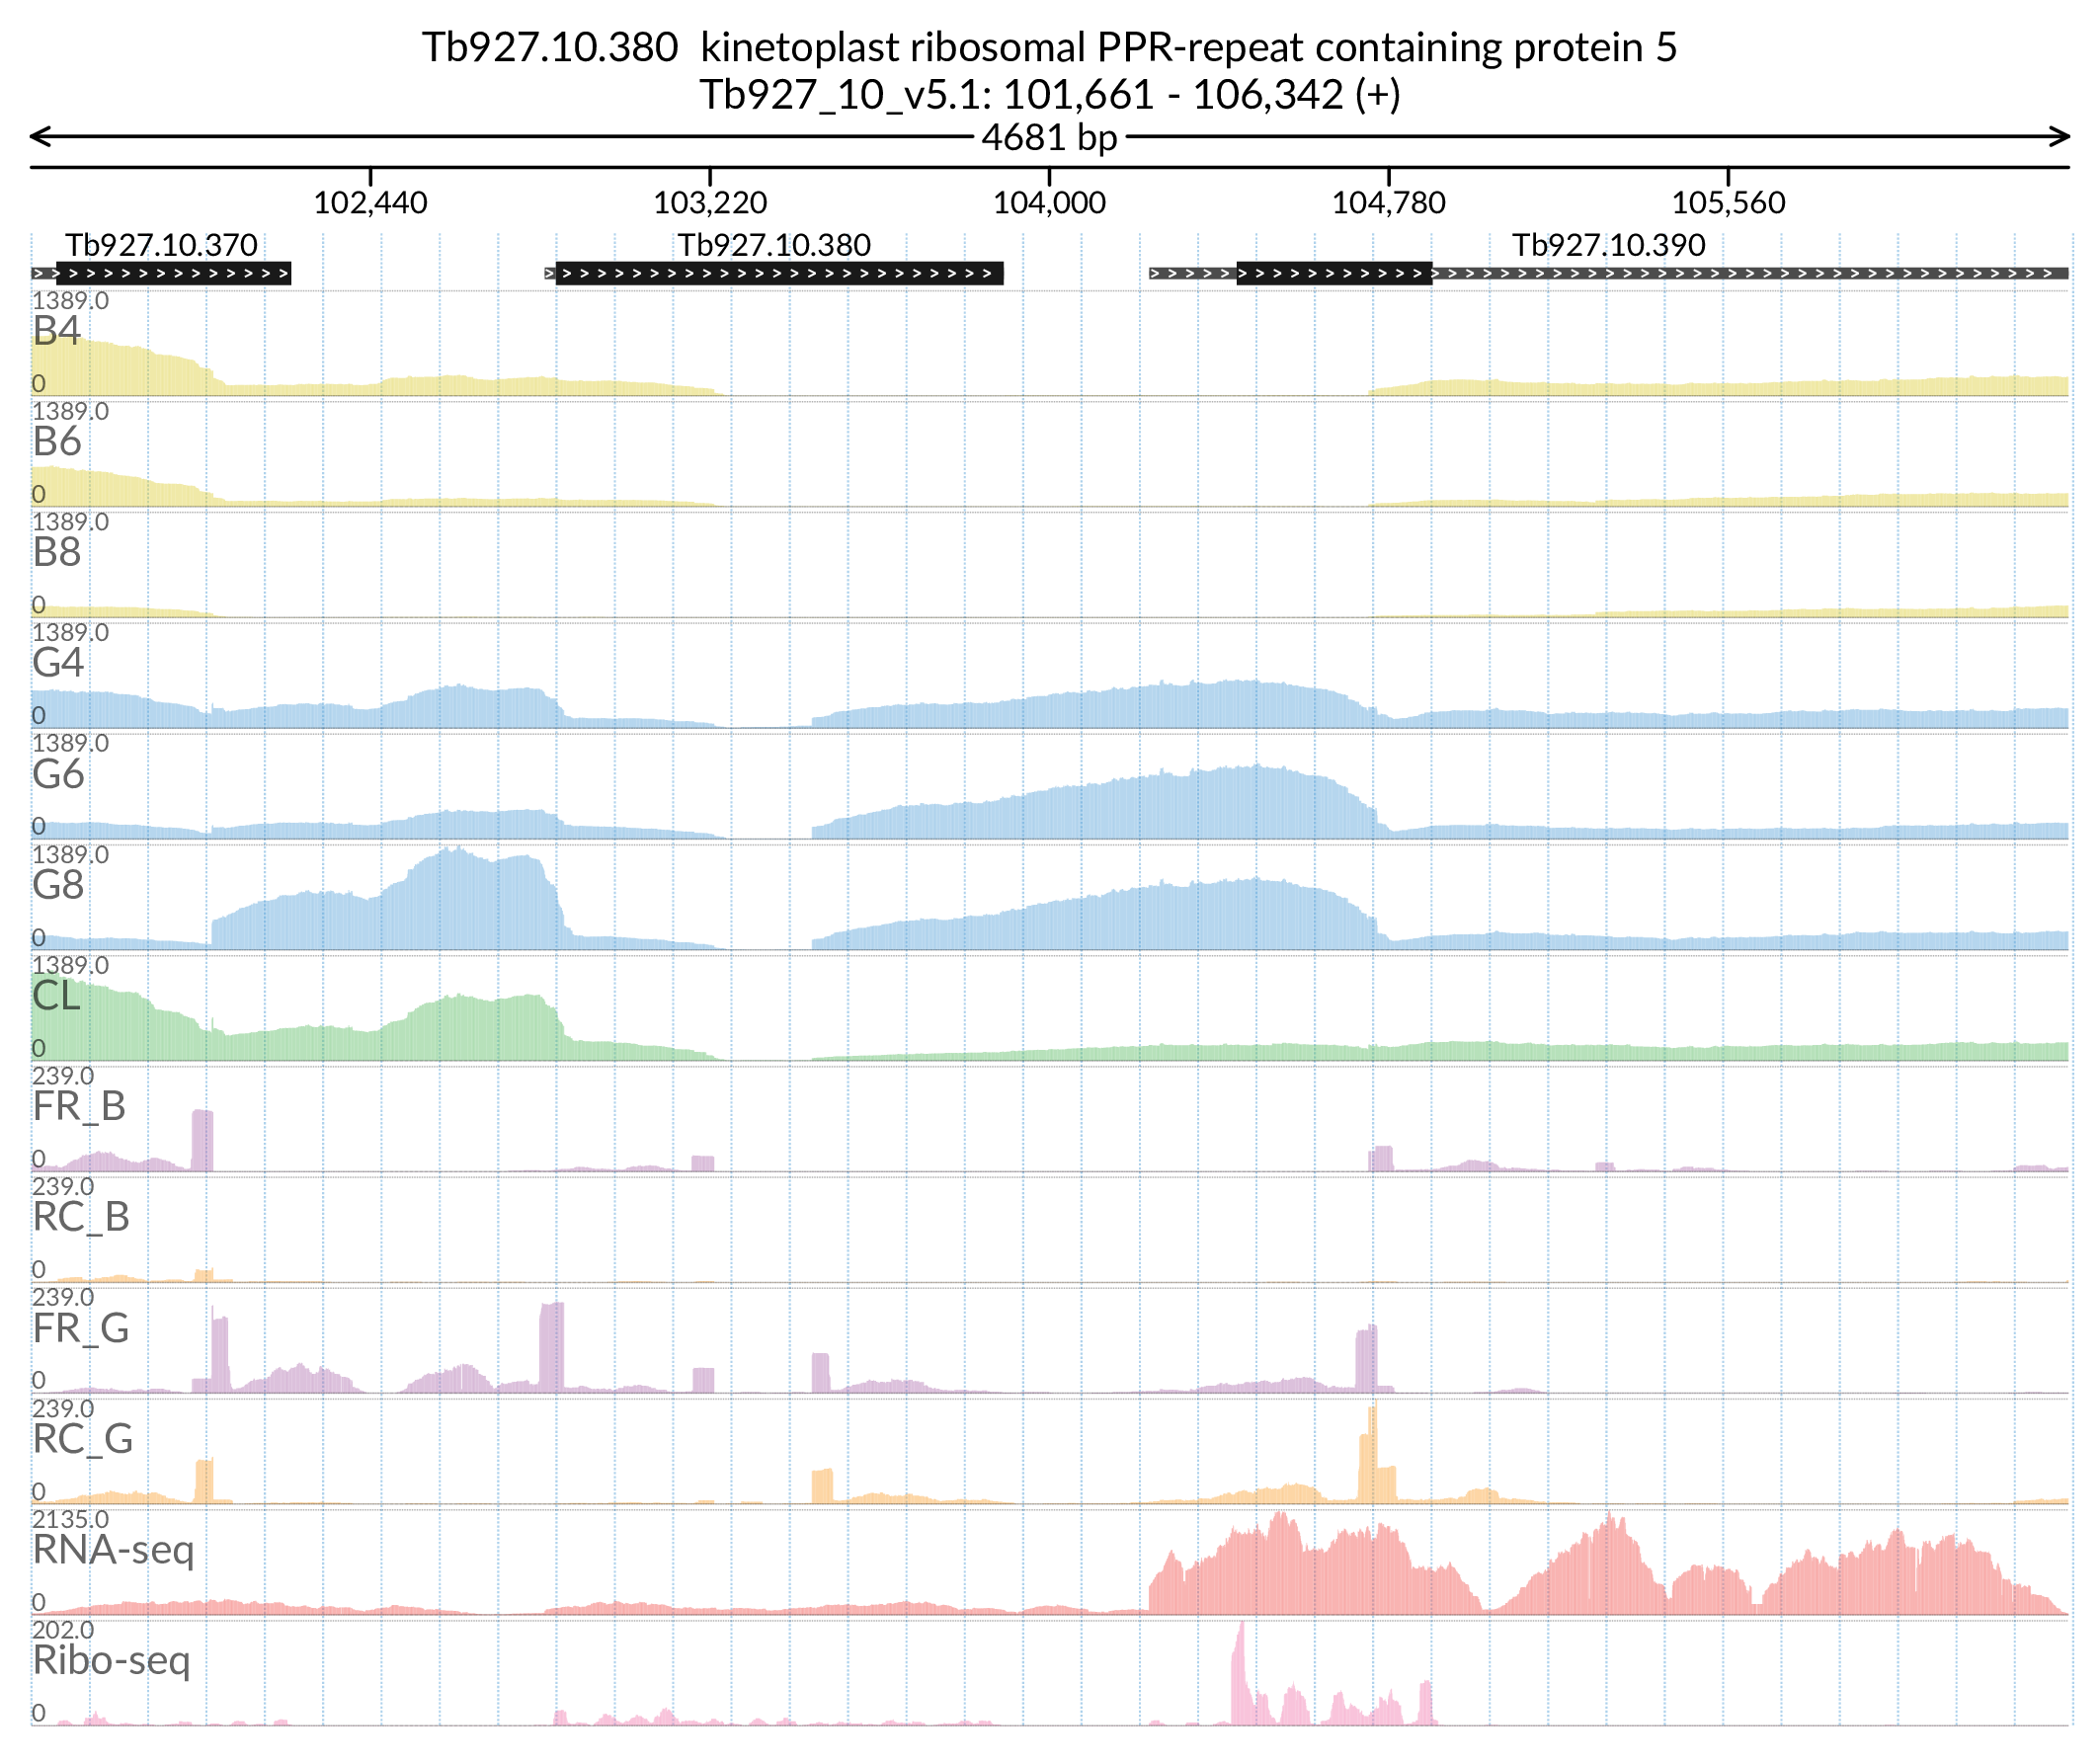 Tb927.10.380  kinetoplast ribosomal PPR-repeat containing protein 5
Tb927_10_v5.1: 101,661 - 106,342 (+)
4681 bp
102,440 103,220 104,000 104,780 105,560
Tb927.10.370 Tb927.10.380 Tb927.10.390
1389.0
B4
0
1389.0
B6
0
1389.0
B8
0
1389.0
G4
0
1389.0
G6
0
1389.0
G8
0
1389.0
CL
0
239.0
FR_B
0
239.0
RC_B
0
239.0
FR_G
0
239.0
RC_G
0
2135.0
RNA-seq
0
202.0
Ribo-seq
0